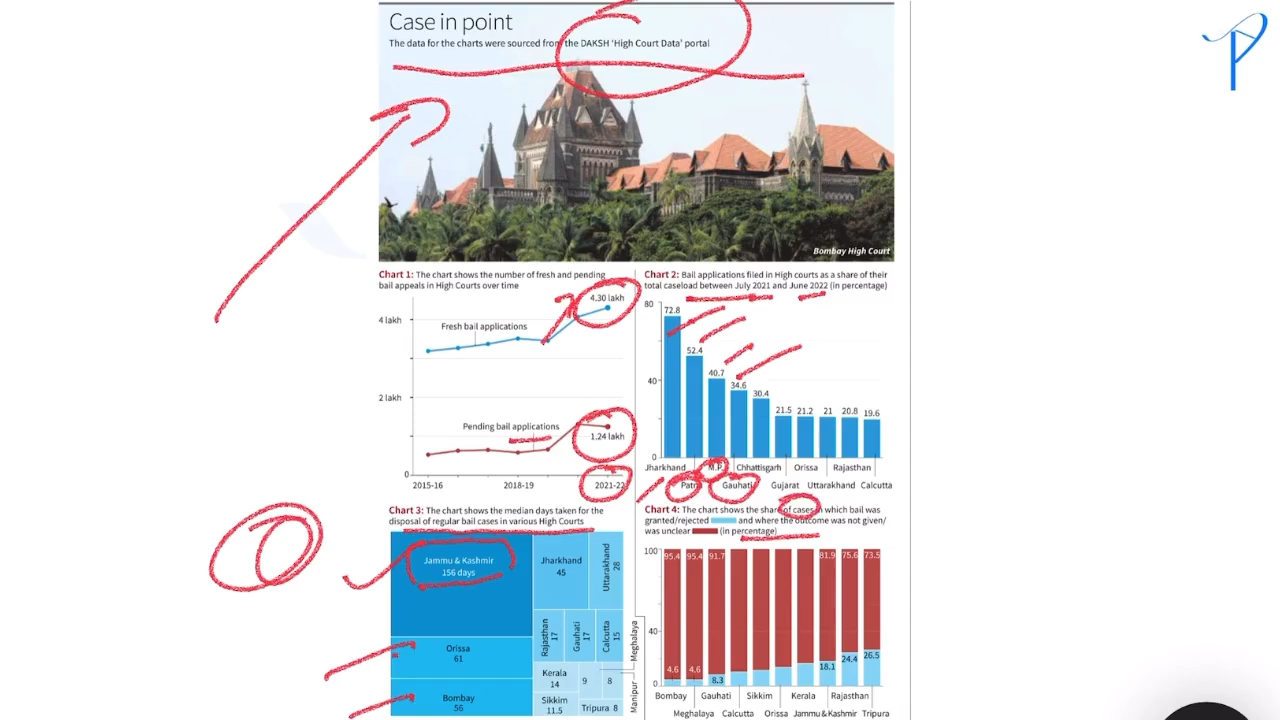 Case in point
The data for the charts were sourced from the DAKSH 'High Court Data' portal
Bombay High Court
Chart 1: The chart shows the number of fresh and pending
bail appeals in High Courts over time
4.30 lakh
4 lakh
Fresh bail applications
2 lakh
Pending bail applications
1.24 lakh
0
2015-16 2018-19 2021-22
Chart 2: Bail applications filed in High courts as a share of their
total caseload between July 2021 and June 2022 (in percentage)
80
72.8
52.4
40.7
34.6
30.4
21.5 21.2 21 20.8 19.6
40
0
Jharkhand M.P. Chhattisgarh Orissa Rajasthan
Patna Gauhati Gujarat Uttarakhand Calcutta
Chart 3: The chart shows the median days taken for the
disposal of regular bail cases in various High Courts
Jammu & Kashmir
156 days
Orissa
61
Bombay
56
Jharkhand
45
Uttarakhand
28
Rajasthan
17
Gauhati
17
Calcutta
15
Kerala
14
9
8
Sikkim
11.5
Tripura 8
Meghalaya
Manipur
Chart 4: The chart shows the share of cases in which bail was
granted/rejected and where the outcome was not given/
was unclear (in percentage)
100
95.4 95.4 91.7 81.9 75.6 73.5
40
4.6 4.6 8.3 18.1 24.4 26.5
0
Bombay Gauhati Sikkim Kerala Rajasthan
Meghalaya Calcutta Orissa Jammu & Kashmir Tripura